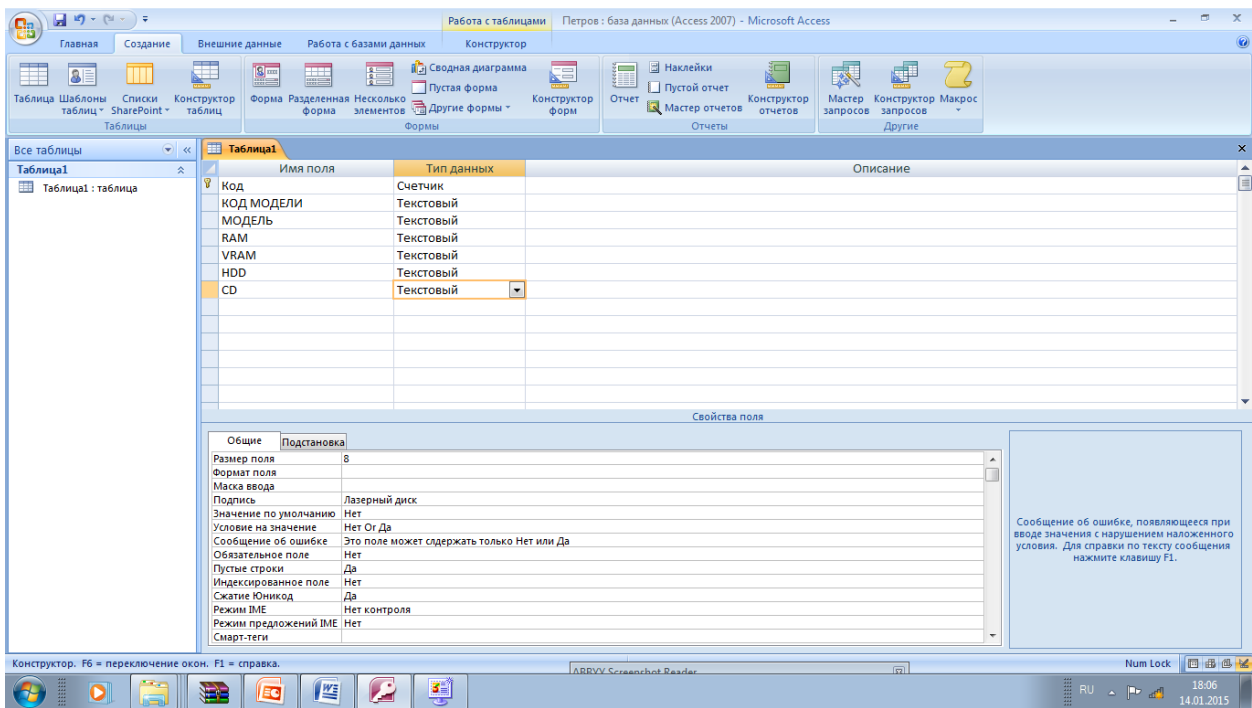 Работа с таблицами Петров : база данных (Access 2007) - Microsoft Access
Главная Создание Внешние данные Работа с базами данных Конструктор
Таблица Шаблоны таблиц Списки SharePoint Конструктор таблиц
Таблицы
Форма Разделенная форма Несколько элементов
Сводная диаграмма
Пустая форма
Другие формы
Конструктор форм
Формы
Отчет
Наклейки
Пустой отчет
Мастер отчетов
Конструктор отчетов
Отчеты
Мастер запросов Конструктор запросов Макрос
Другие
Все таблицы
Таблица1
Таблица1 : таблица
Таблица1
Имя поля Тип данных Описание
Код Счетчик
КОД МОДЕЛИ Текстовый
МОДЕЛЬ Текстовый
RAM Текстовый
VRAM Текстовый
HDD Текстовый
CD Текстовый
Свойства поля
Общие Подстановка
Размер поля 8
Формат поля
Маска ввода
Подпись Лазерный диск
Значение по умолчанию Нет
Условие на значение Нет Or Да
Сообщение об ошибке Это поле может слдержать только Нет или Да
Обязательное поле Нет
Пустые строки Да
Индексированное поле Нет
Сжатие Юникод Да
Режим IME Нет контроля
Режим предложений IME Нет
Смарт-теги
Сообщение об ошибке, появляющееся при
вводе значения с нарушением наложенного
условия. Для справки по тексту сообщения
нажмите клавишу F1.
Конструктор. F6 = переключение окон. F1 = справка. Num Lock
ABBYY Screenshot Reader
RU 18:06
14.01.2015